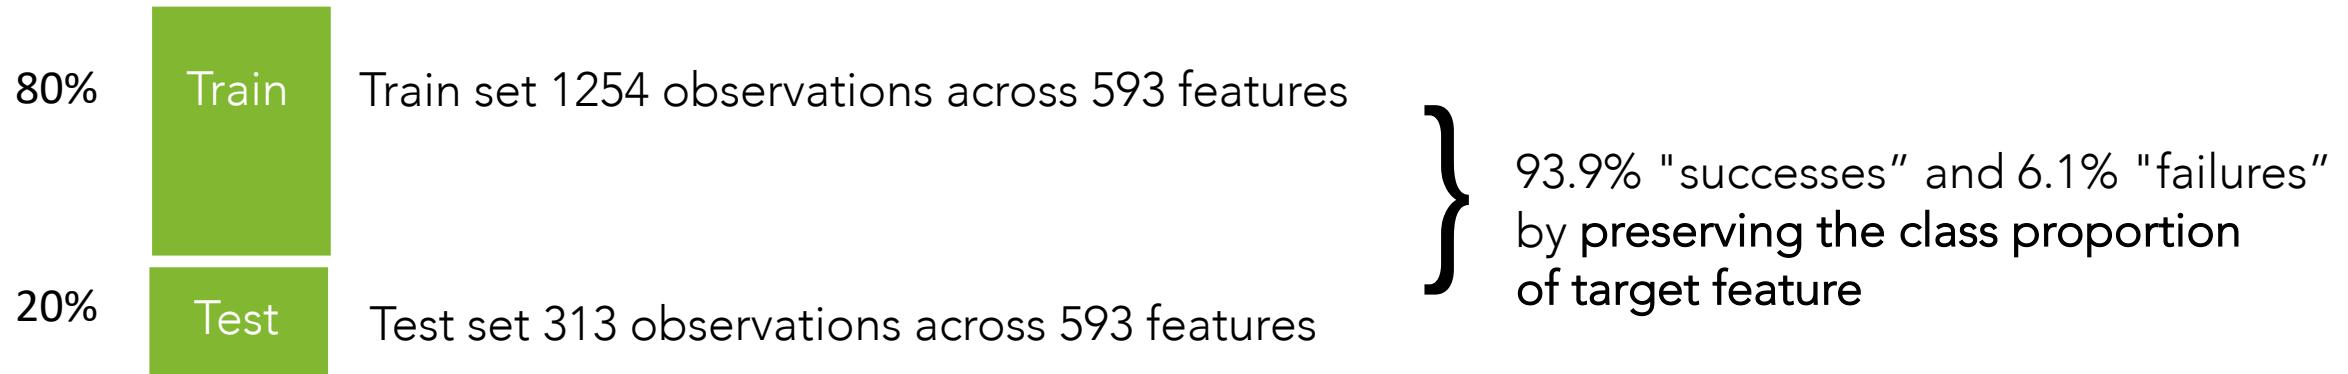 80%
Train
Train set 1254 observations across 593 features
}
93.9% "successes” and 6.1% "failures”
by preserving the class proportion
of target feature
20%
Test
Test set 313 observations across 593 features